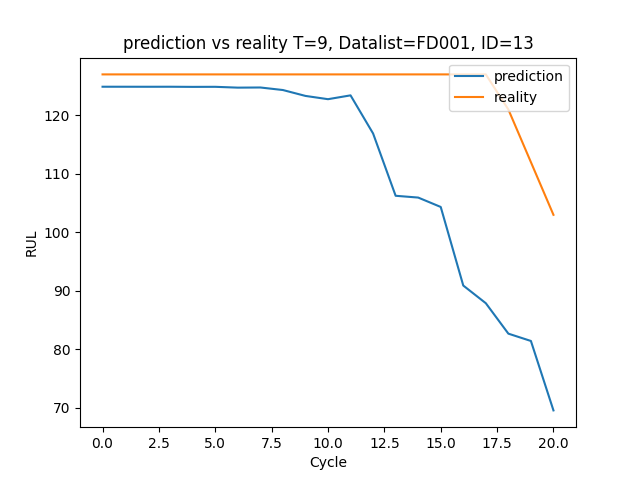 prediction vs reality T=9, Datalist=FD001, ID=13
prediction
reality
120
110
100
90
80
70
RUL
0.0 2.5 5.0 7.5 10.0 12.5 15.0 17.5 20.0
Cycle